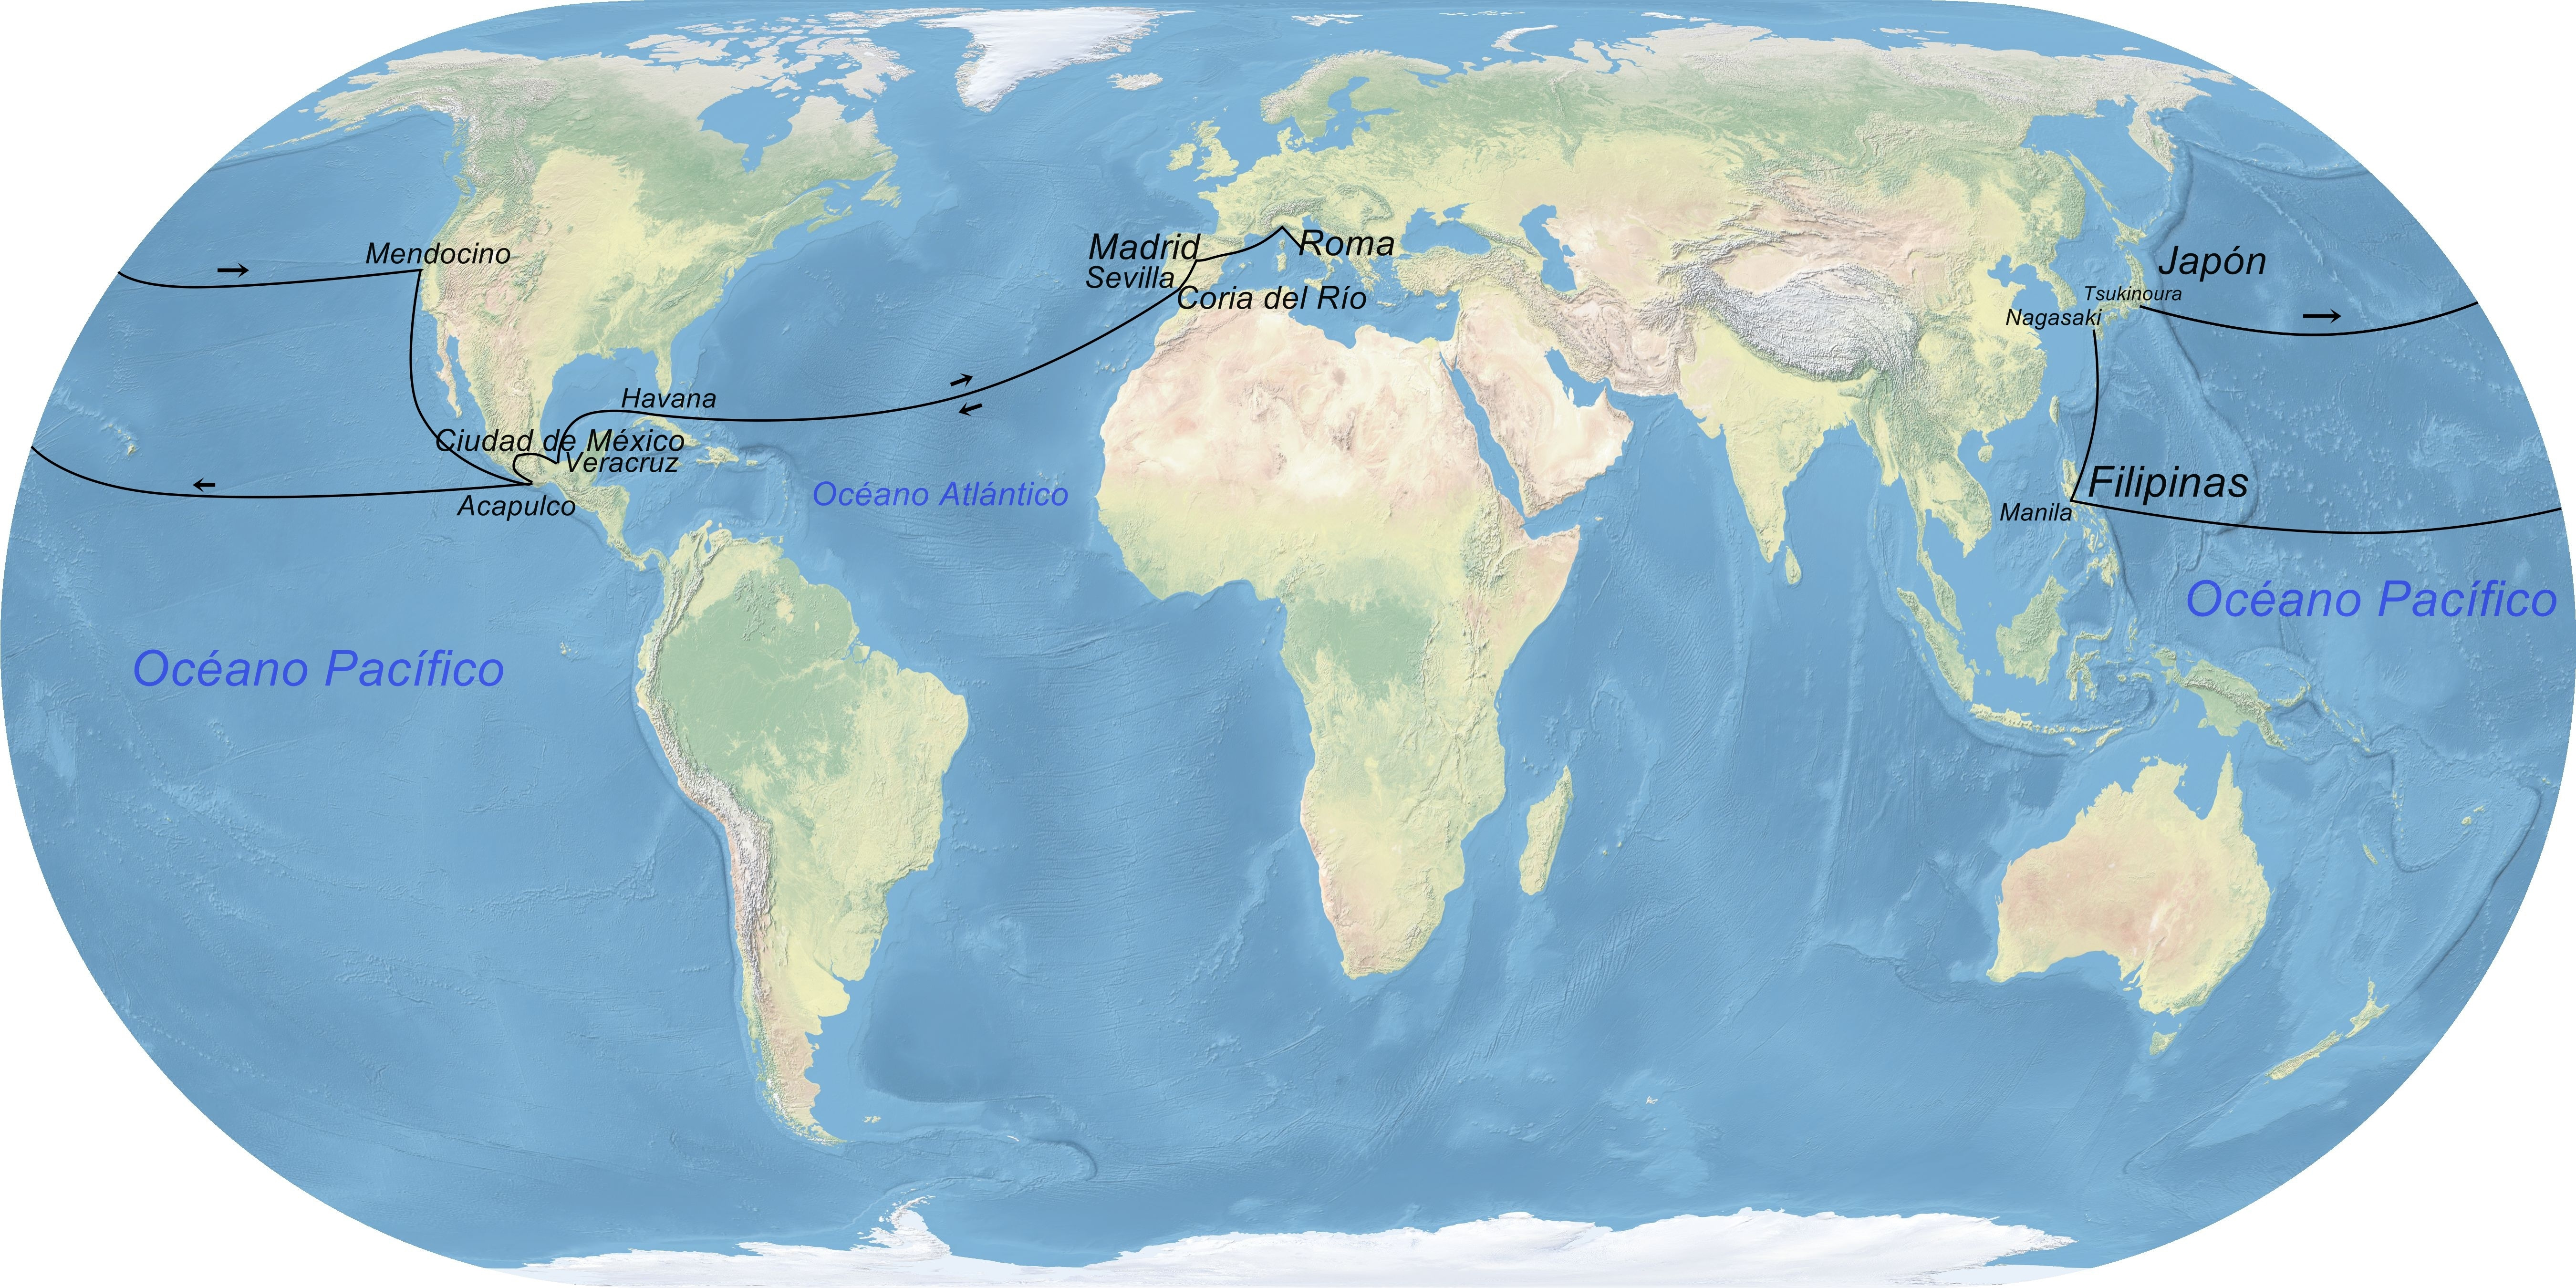 Mendocino
Madrid
Roma
Sevilla
Coria del Río
Japón
Tsukinoura
Nagasaki
Havana
Ciudad de México
Veracruz
Acapulco
Océano Atlántico
Filipinas
Manila
Océano Pacífico
Océano Pacífico